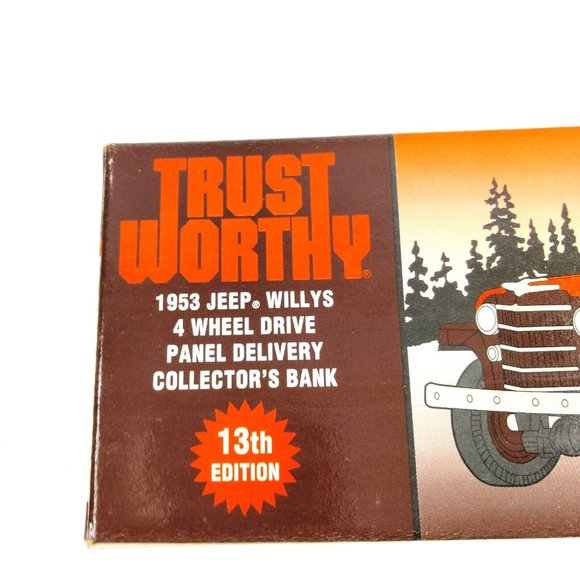 TRUST
WORTHY®
1953 JEEP® WILLYS
4 WHEEL DRIVE
PANEL DELIVERY
COLLECTOR'S BANK
13th
EDITION